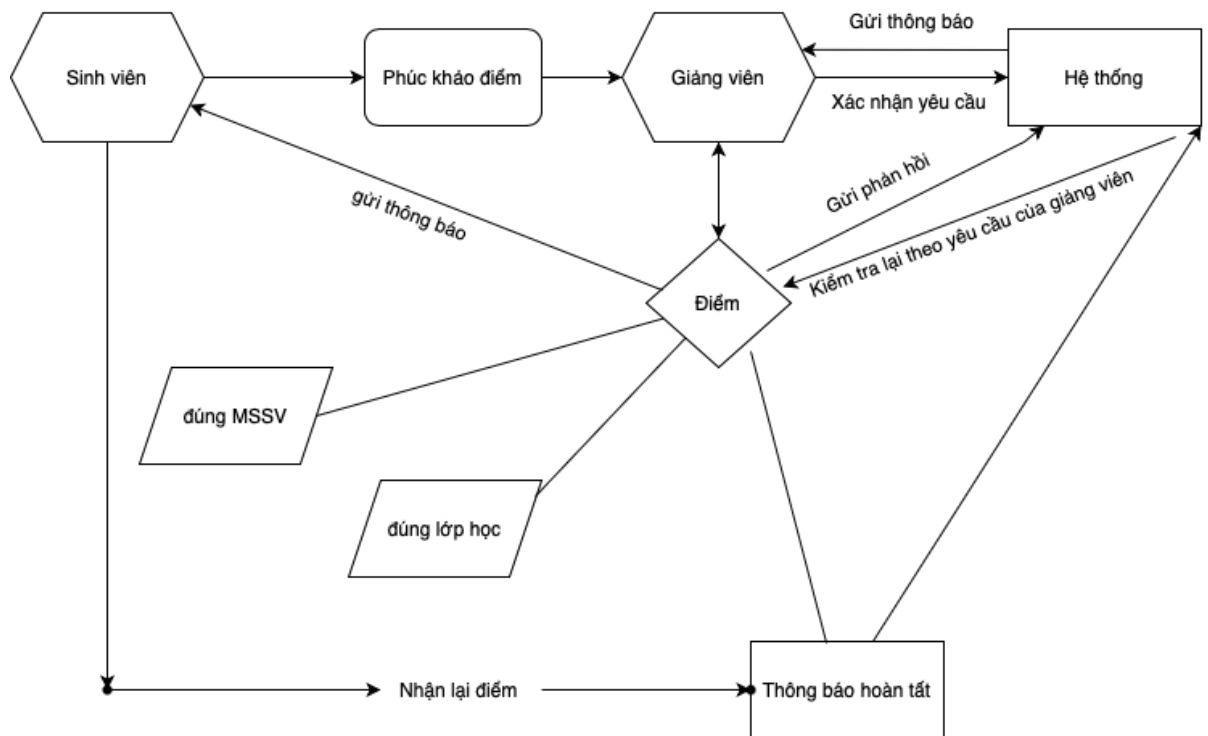 Gửi thông báo
Sinh viên
Phúc khảo điểm
Giảng viên
Hệ thống
Xác nhận yêu cầu
gửi thông báo
Gửi phản hồi
Kiểm tra lại theo yêu cầu của giảng viên
Điểm
đúng MSSV
đúng lớp học
Nhận lại điểm
Thông báo hoàn tất